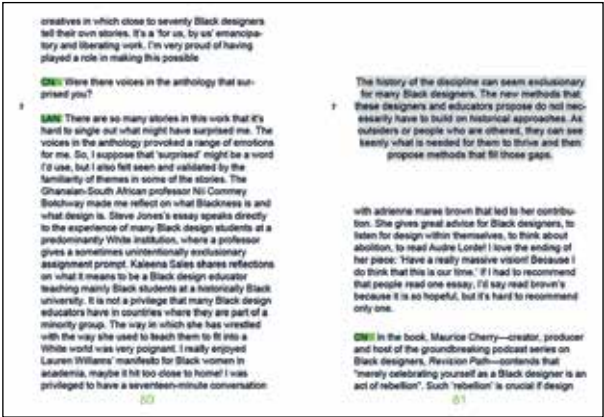 creatives in which close to seventy Black designers
tell their own stories. It's a 'for us, by us' emancipa-
tory and liberating work. I'm very proud of having
played a role in making this possible
CN: Were there voices in the anthology that sur-
prised you?
There are so many stories in this work that it's
hard to single out what might have surprised me. The
voices in the anthology provoked a range of emotions
for me. So, I suppose that 'surprised' might be a word
I'd use, but I also felt seen and validated by the
familiarity of themes in some of the stories. The
Ghanaian-South African professor Nii Commey
Botchway made me reflect on what Blackness is and
what design is. Steve Jones's essay speaks directly
to the experience of many Black design students at a
predominantly White institution, where a professor
gives a sometimes unintentionally exclusionary
assignment prompt. Kaleena Sales shares reflections
on what it means to be a Black design educator
teaching mainly Black students at a historically Black
university. It is not a privilege that many Black design
educators have in countries where they are part of a
minority group. The way in which she has wrestled
with the way she used to teach them to fit into a
White world was very poignant. I really enjoyed
Lauren Williams' manifesto for Black women in
academia, maybe it hit too close to home! I was
privileged to have a seventeen-minute conversation
80
The history of the discipline can seem exclusionary
for many Black designers. The new methods that
these designers and educators propose do not nec-
essarily have to build on historical approaches. As
outsiders or people who are othered, they can see
keenly what is needed for them to thrive and then
propose methods that fill those gaps.
with adrienne maree brown that led to her contribu-
tion. She gives great advice for Black designers, to
listen for design within themselves, to think about
abolition, to read Audre Lorde! I love the ending of
her piece: 'Have a really massive vision! Because I
do think that this is our time.' If I had to recommend
that people read one essay, I'd say read brown's
because it is so hopeful, but it's hard to recommend
only one.
CN: In the book, Maurice Cherry—creator, producer
and host of the groundbreaking podcast series on
Black designers, Revision Path—contends that
"merely celebrating yourself as a Black designer is an
act of rebellion". Such 'rebellion' is crucial if design
81